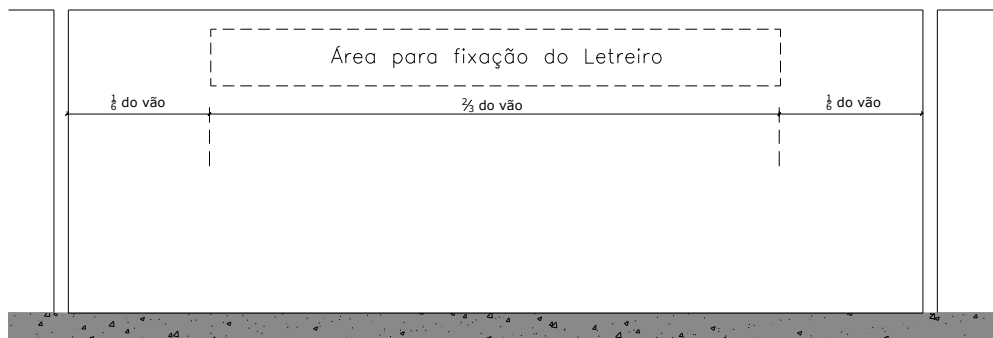 Área para fixação do Letreiro
1/6 do vão
⅔ do vão
1/6 do vão